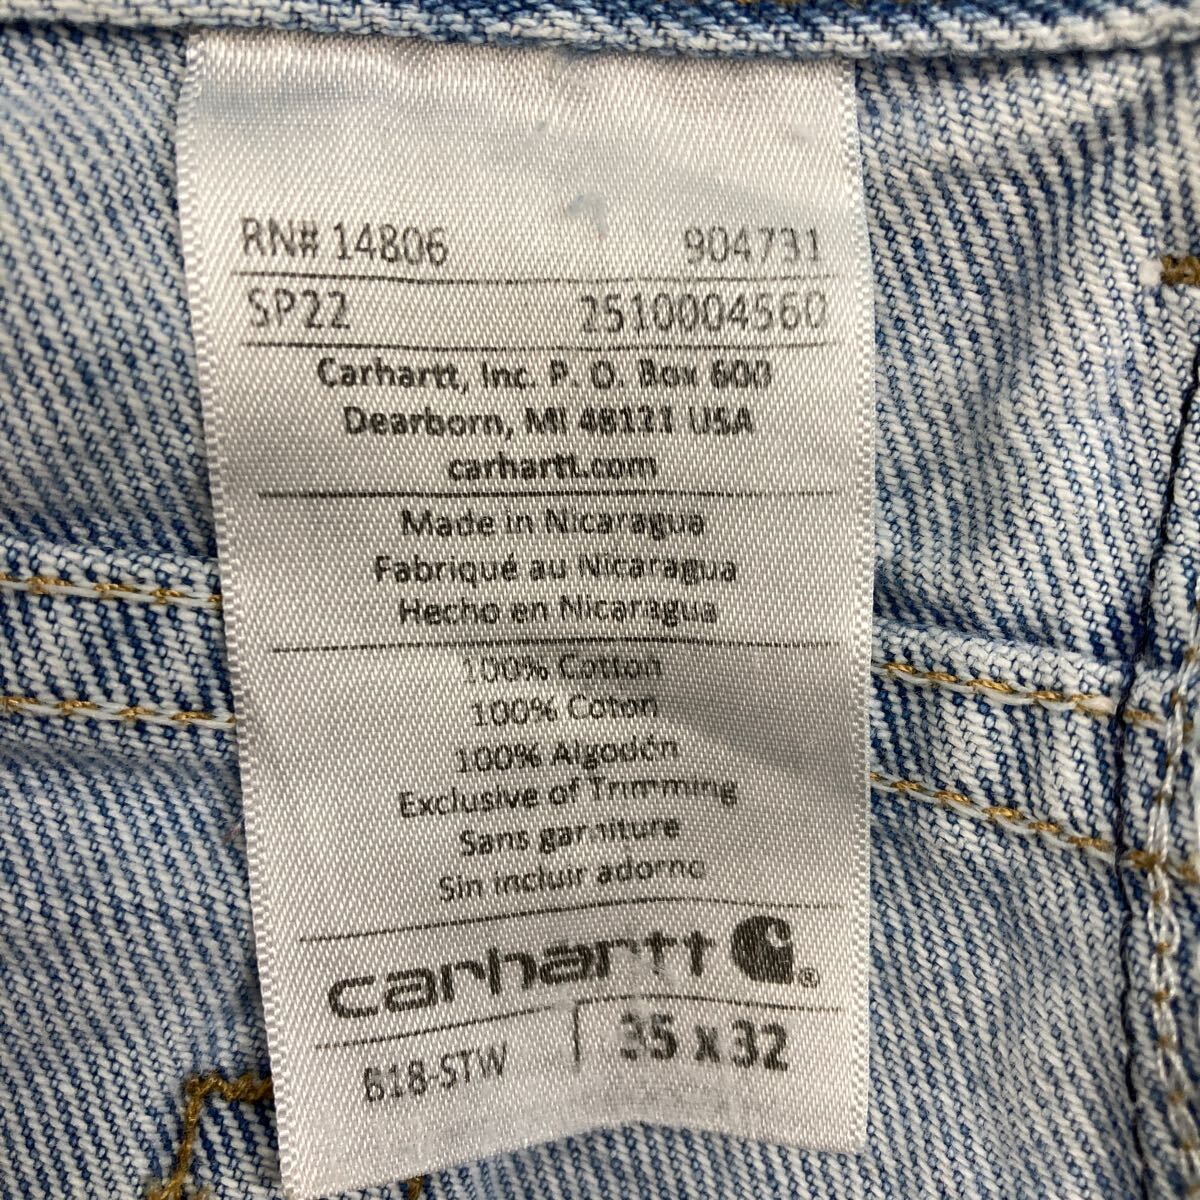 RN# 14806 904731
SP22 2510004560
Carhartt, Inc. P. O. Box 600
Dearborn, MI 48121 USA
carhartt.com
Made in Nicaragua
Fabriqué au Nicaragua
Hecho en Nicaragua
100% Cotton
100% Coton
100% Algodón
Exclusive of Trimming
Sans garniture
Sin incluir adorno
carhartt ®
618-STW 35 x 32